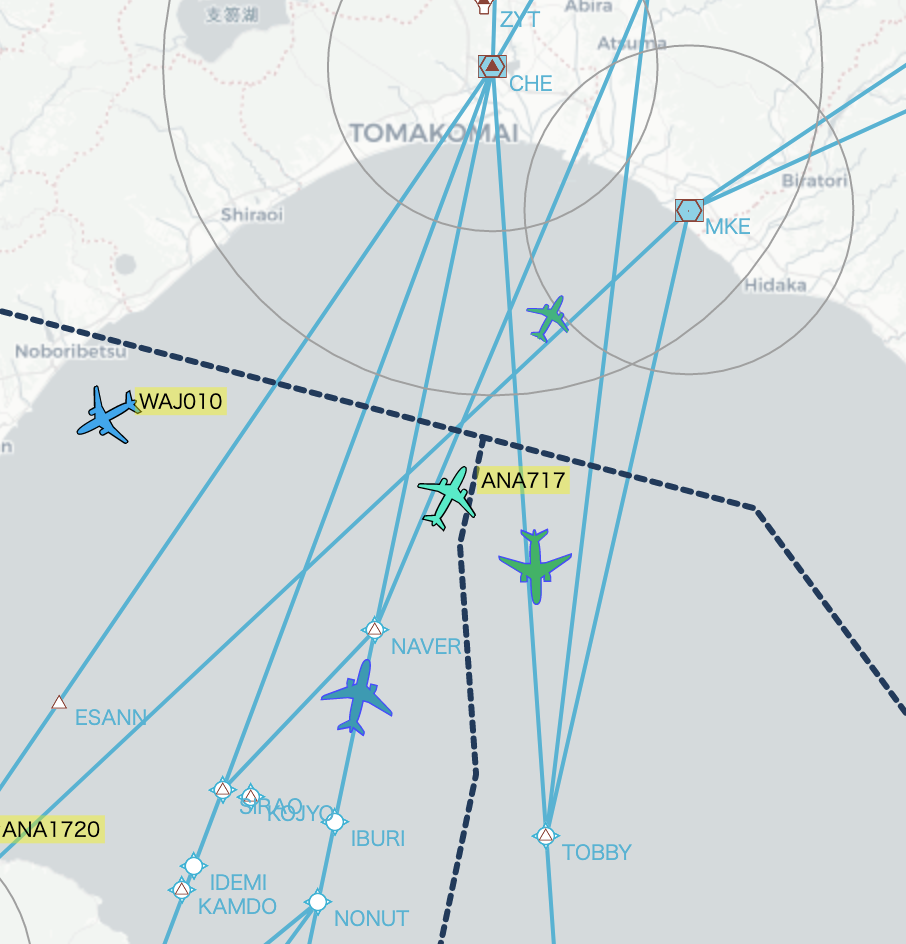 支笏湖
ZYT
Abira
Atsuma
CHE
TOMAKOMAI
Biratori
Shiraoi
MKE
Hidaka
Noboribetsu
WAJ010
ANA717
NAVER
ESANN
SIRAO
KOJYO
ANA1720
IBURI
TOBBY
IDEMI
KAMDO
NONUT